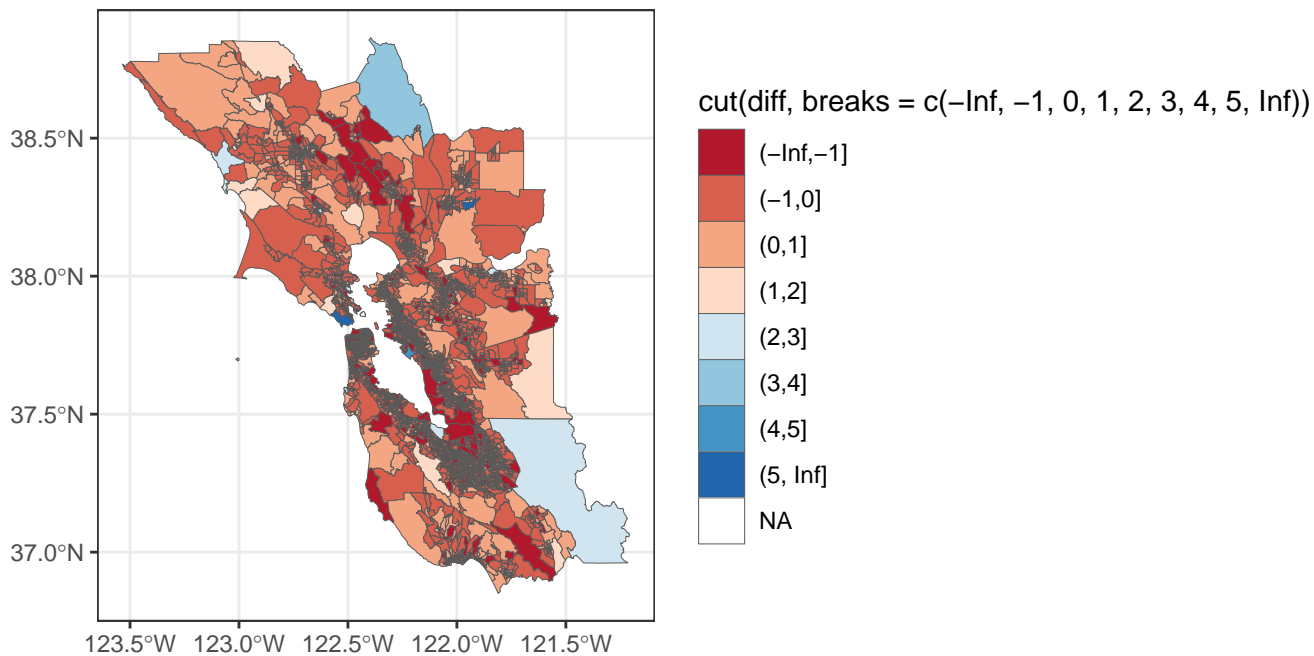 38.5°N
38.0°N
37.5°N
37.0°N
123.5°W 123.0°W 122.5°W 122.0°W 121.5°W
cut(diff, breaks = c(−Inf, −1, 0, 1, 2, 3, 4, 5, Inf))
(−Inf,−1]
(−1,0]
(0,1]
(1,2]
(2,3]
(3,4]
(4,5]
(5, Inf]
NA